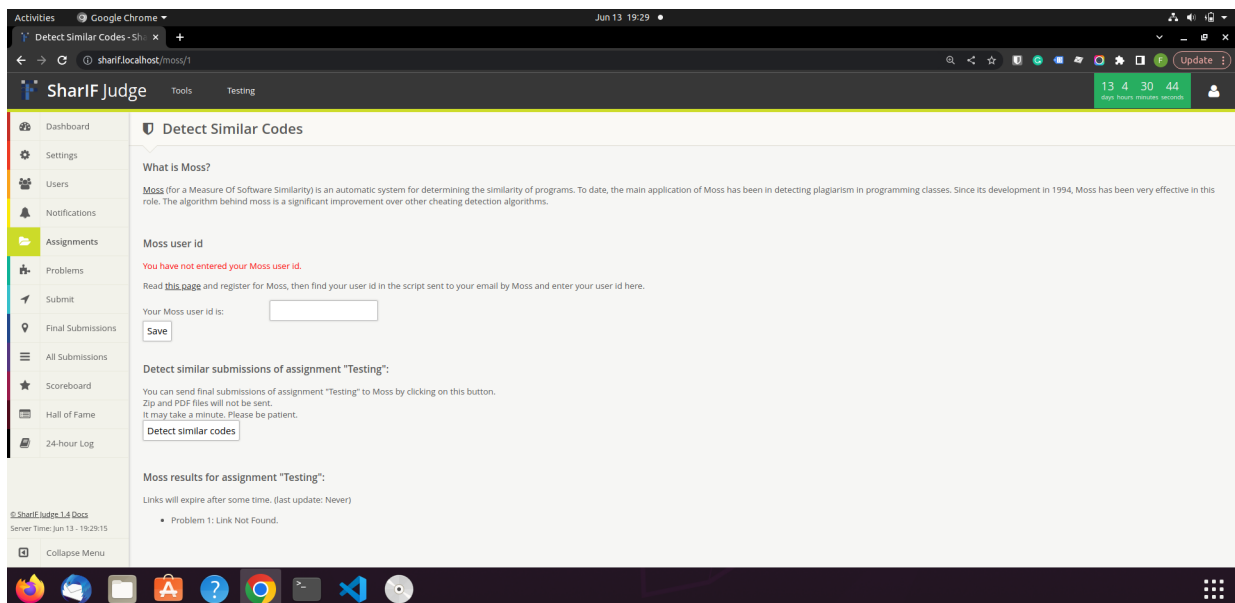 Activities Google Chrome Jun 13 19:29
Detect Similar Codes - Sha
sharif.localhost/moss/1 Update
SharIF Judge Tools Testing 13 4 30 44
days hours minutes seconds
Dashboard
Settings
Users
Notifications
Assignments
Problems
Submit
Final Submissions
All Submissions
Scoreboard
Hall of Fame
24-hour Log
© SharIF Judge 1.4 Docs
Server Time: Jun 13 - 19:29:15
Collapse Menu
Detect Similar Codes
What is Moss?
Moss (for a Measure Of Software Similarity) is an automatic system for determining the similarity of programs. To date, the main application of Moss has been in detecting plagiarism in programming classes. Since its development in 1994, Moss has been very effective in this
role. The algorithm behind moss is a significant improvement over other cheating detection algorithms.
Moss user id
You have not entered your Moss user id.
Read this page and register for Moss, then find your user id in the script sent to your email by Moss and enter your user id here.
Your Moss user id is:
Save
Detect similar submissions of assignment "Testing":
You can send final submissions of assignment "Testing" to Moss by clicking on this button.
Zip and PDF files will not be sent.
It may take a minute. Please be patient.
Detect similar codes
Moss results for assignment "Testing":
Links will expire after some time. (last update: Never)
Problem 1: Link Not Found.